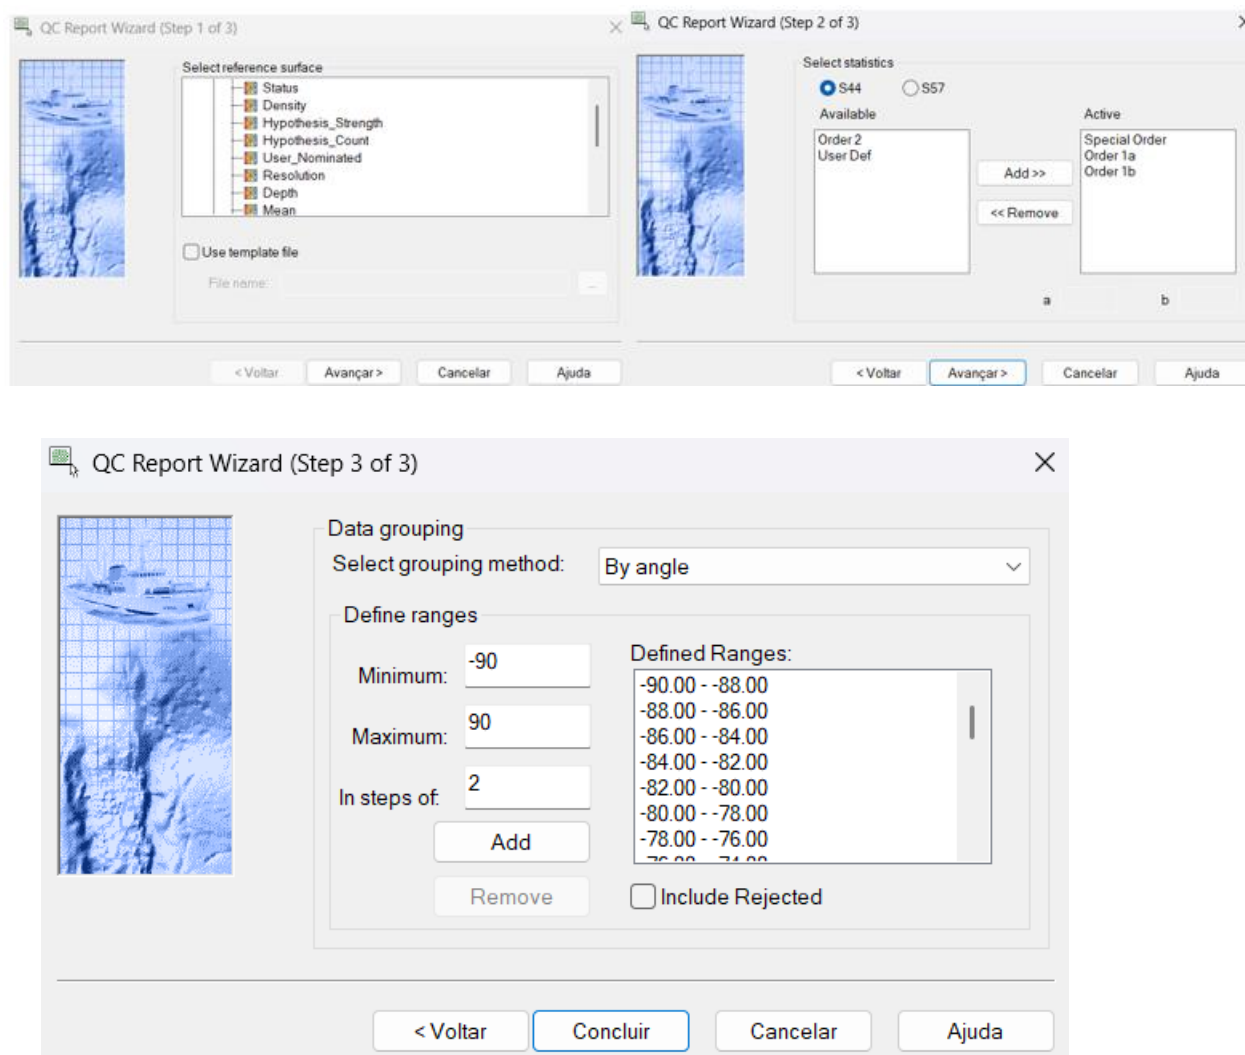 QC Report Wizard (Step 1 of 3)
Select reference surface
Status
Density
Hypothesis_Strength
Hypothesis_Count
User_Nominated
Resolution
Depth
Mean
Use template file
File name:
...
< Voltar
Avançar >
Cancelar
Ajuda
QC Report Wizard (Step 2 of 3)
Select statistics
S44
S57
Available
Active
Order 2
User Def
Add >>
<< Remove
Special Order
Order 1a
Order 1b
a
b
< Voltar
Avançar >
Cancelar
Ajuda
QC Report Wizard (Step 3 of 3)
Data grouping
Select grouping method:
By angle
Define ranges
Minimum:
-90
Maximum:
90
In steps of:
2
Add
Remove
Defined Ranges:
-90.00 - -88.00
-88.00 - -86.00
-86.00 - -84.00
-84.00 - -82.00
-82.00 - -80.00
-80.00 - -78.00
-78.00 - -76.00
-76.00 - -74.00
Include Rejected
< Voltar
Concluir
Cancelar
Ajuda